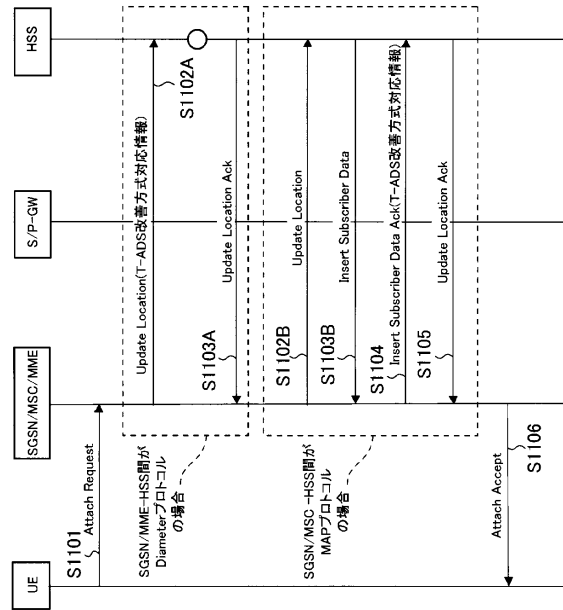 UE
SGSN/MSC/MME
S/P-GW
HSS
S1101
Attach Request
SGSN/MME-HSS間が
Diameterプロトコル
の場合
Update Location(T-ADS改善方式対応情報)
S1102A
Update Location Ack
S1103A
SGSN/MSC-HSS間が
MAPプロトコル
の場合
Update Location
S1102B
Insert Subscriber Data
S1103B
S1104
Insert Subscriber Data Ack(T-ADS改善方式対応情報)
S1105
Update Location Ack
Attach Accept
S1106